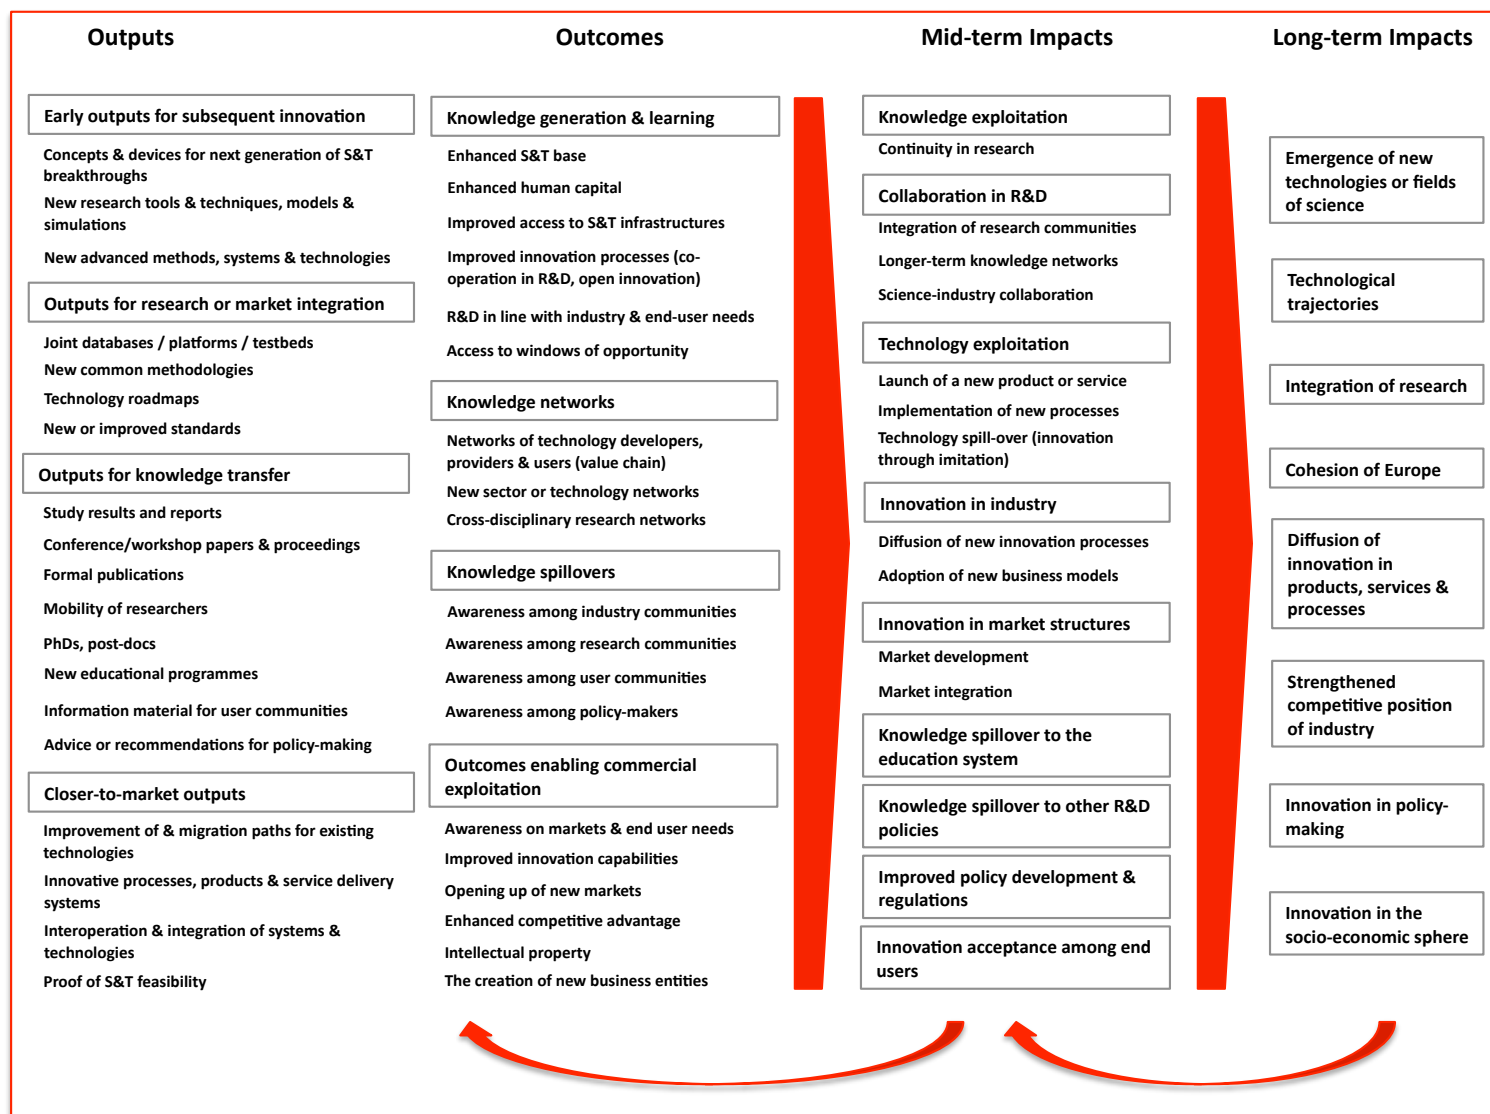 Outputs
Early outputs for subsequent innovation
Concepts & devices for next generation of S&T
breakthroughs
New research tools & techniques, models &
simulations
New advanced methods, systems & technologies
Outputs for research or market integration
Joint databases / platforms / testbeds
New common methodologies
Technology roadmaps
New or improved standards
Outputs for knowledge transfer
Study results and reports
Conference/workshop papers & proceedings
Formal publications
Mobility of researchers
PhDs, post-docs
New educational programmes
Information material for user communities
Advice or recommendations for policy-making
Closer-to-market outputs
Improvement of & migration paths for existing
technologies
Innovative processes, products & service delivery
systems
Interoperation & integration of systems &
technologies
Proof of S&T feasibility
Outcomes
Knowledge generation & learning
Enhanced S&T base
Enhanced human capital
Improved access to S&T infrastructures
Improved innovation processes (co-
operation in R&D, open innovation)
R&D in line with industry & end-user needs
Access to windows of opportunity
Knowledge networks
Networks of technology developers,
providers & users (value chain)
New sector or technology networks
Cross-disciplinary research networks
Knowledge spillovers
Awareness among industry communities
Awareness among research communities
Awareness among user communities
Awareness among policy-makers
Outcomes enabling commercial
exploitation
Awareness on markets & end user needs
Improved innovation capabilities
Opening up of new markets
Enhanced competitive advantage
Intellectual property
The creation of new business entities
Mid-term Impacts
Knowledge exploitation
Continuity in research
Collaboration in R&D
Integration of research communities
Longer-term knowledge networks
Science-industry collaboration
Technology exploitation
Launch of a new product or service
Implementation of new processes
Technology spill-over (innovation
through imitation)
Innovation in industry
Diffusion of new innovation processes
Adoption of new business models
Innovation in market structures
Market development
Market integration
Knowledge spillover to the
education system
Knowledge spillover to other R&D
policies
Improved policy development &
regulations
Innovation acceptance among end
users
Long-term Impacts
Emergence of new
technologies or fields
of science
Technological
trajectories
Integration of research
Cohesion of Europe
Diffusion of
innovation in
products, services &
processes
Strengthened
competitive position
of industry
Innovation in policy-
making
Innovation in the
socio-economic sphere